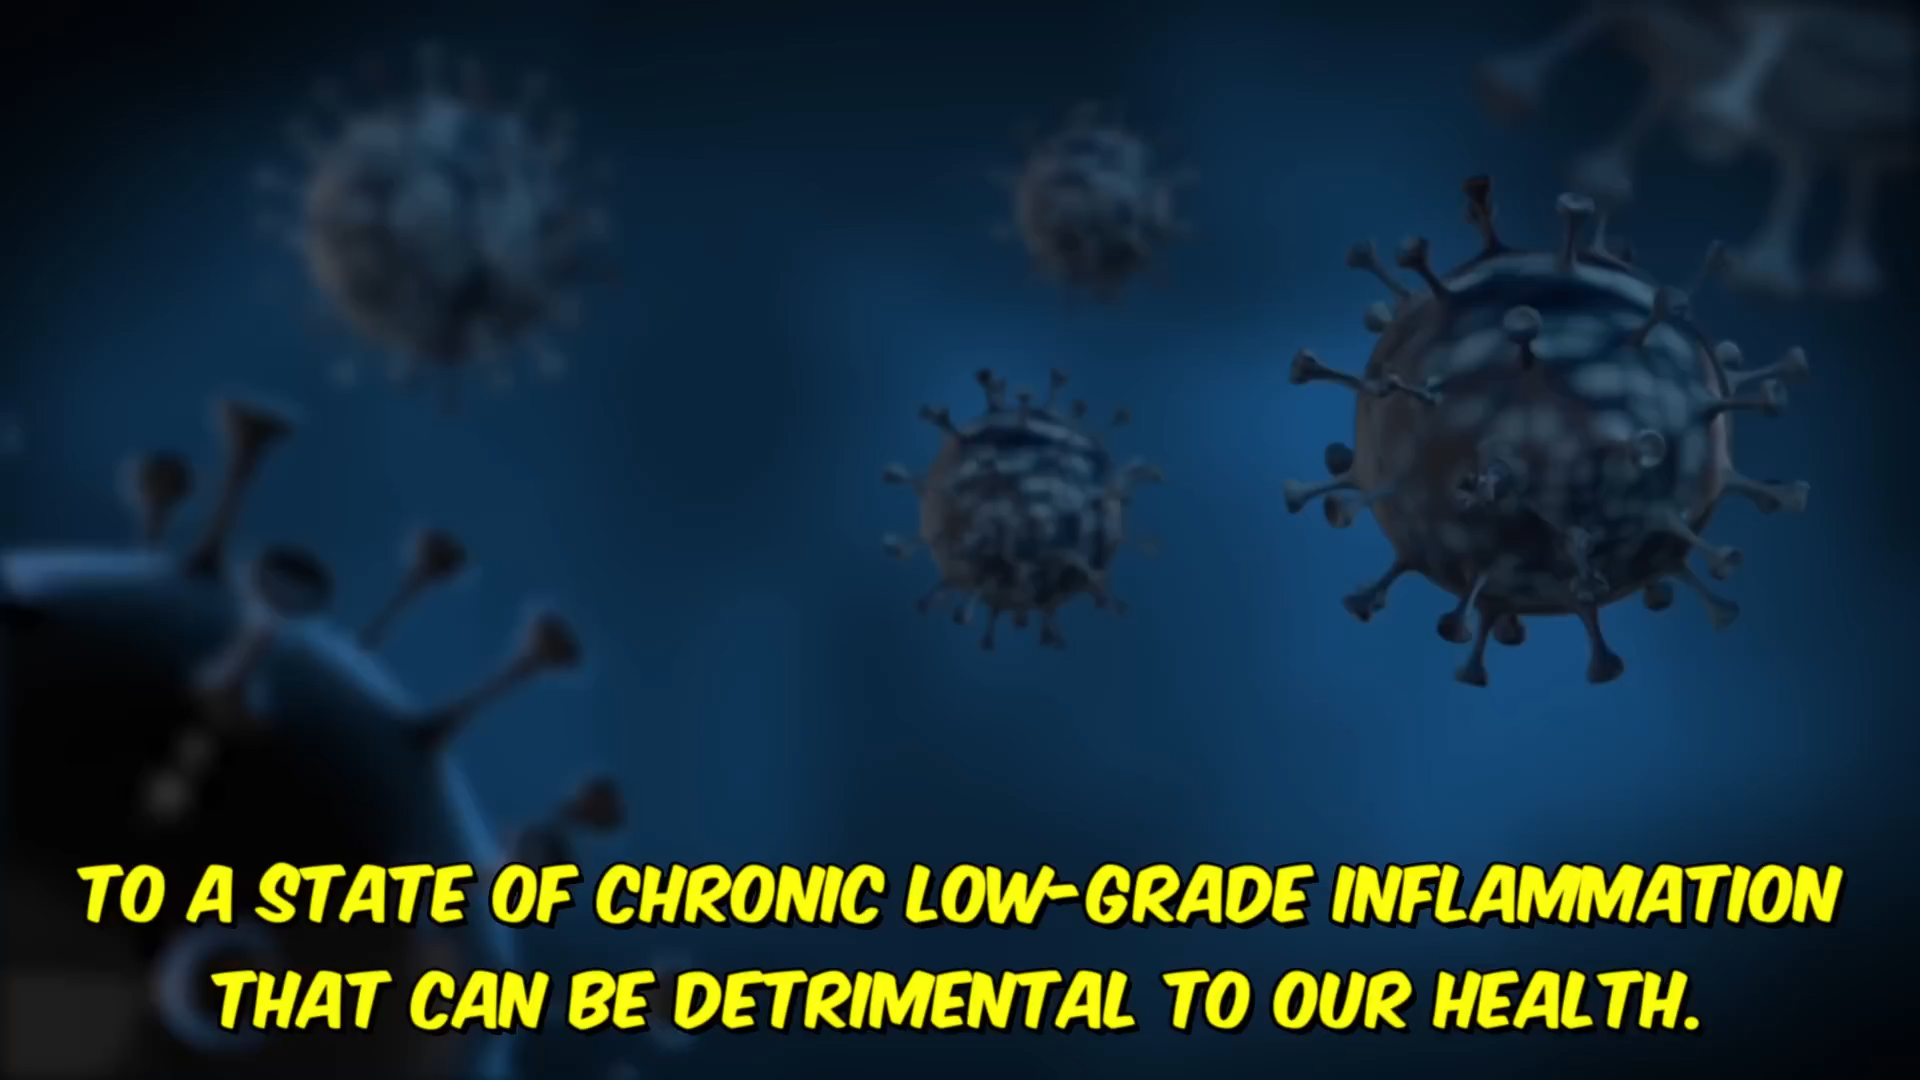 TO A STATE OF CHRONIC LOW-GRADE INFLAMMATION
THAT CAN BE DETRIMENTAL TO OUR HEALTH.